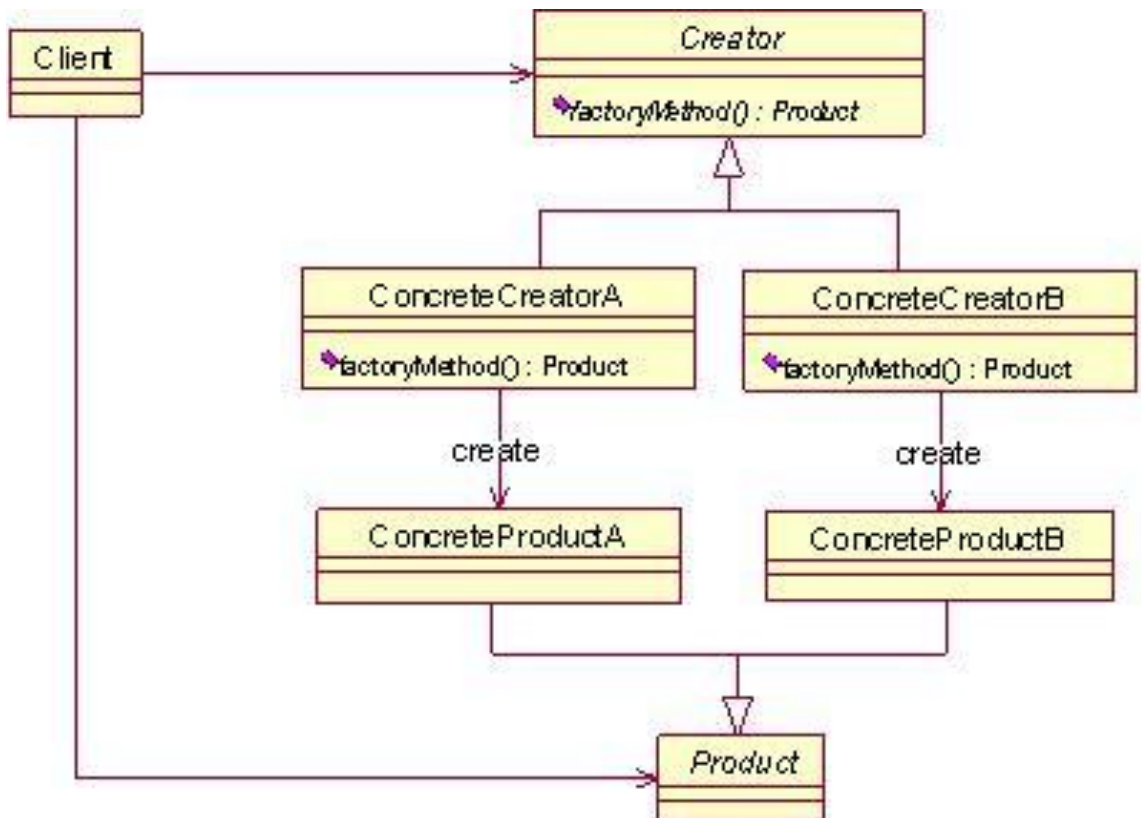 Client
Creator
factoryMethod() : Product
ConcreteCreatorA
ConcreteCreatorB
factoryMethod() : Product
factoryMethod() : Product
create
create
ConcreteProductA
ConcreteProductB
Product